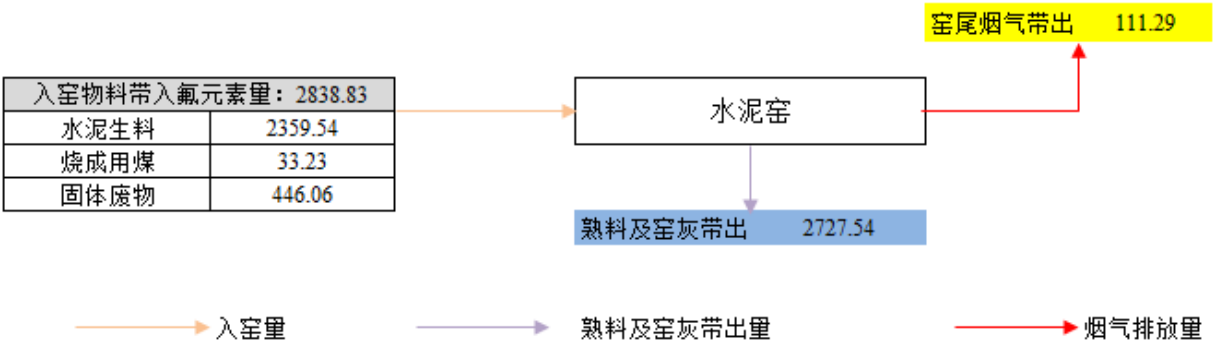 窑尾烟气带出 111.29
入窑物料带入氟元素量：2838.83
水泥生料 2359.54
烧成用煤 33.23
固体废物 446.06
水泥窑
熟料及窑灰带出 2727.54
入窑量
熟料及窑灰带出量
烟气排放量